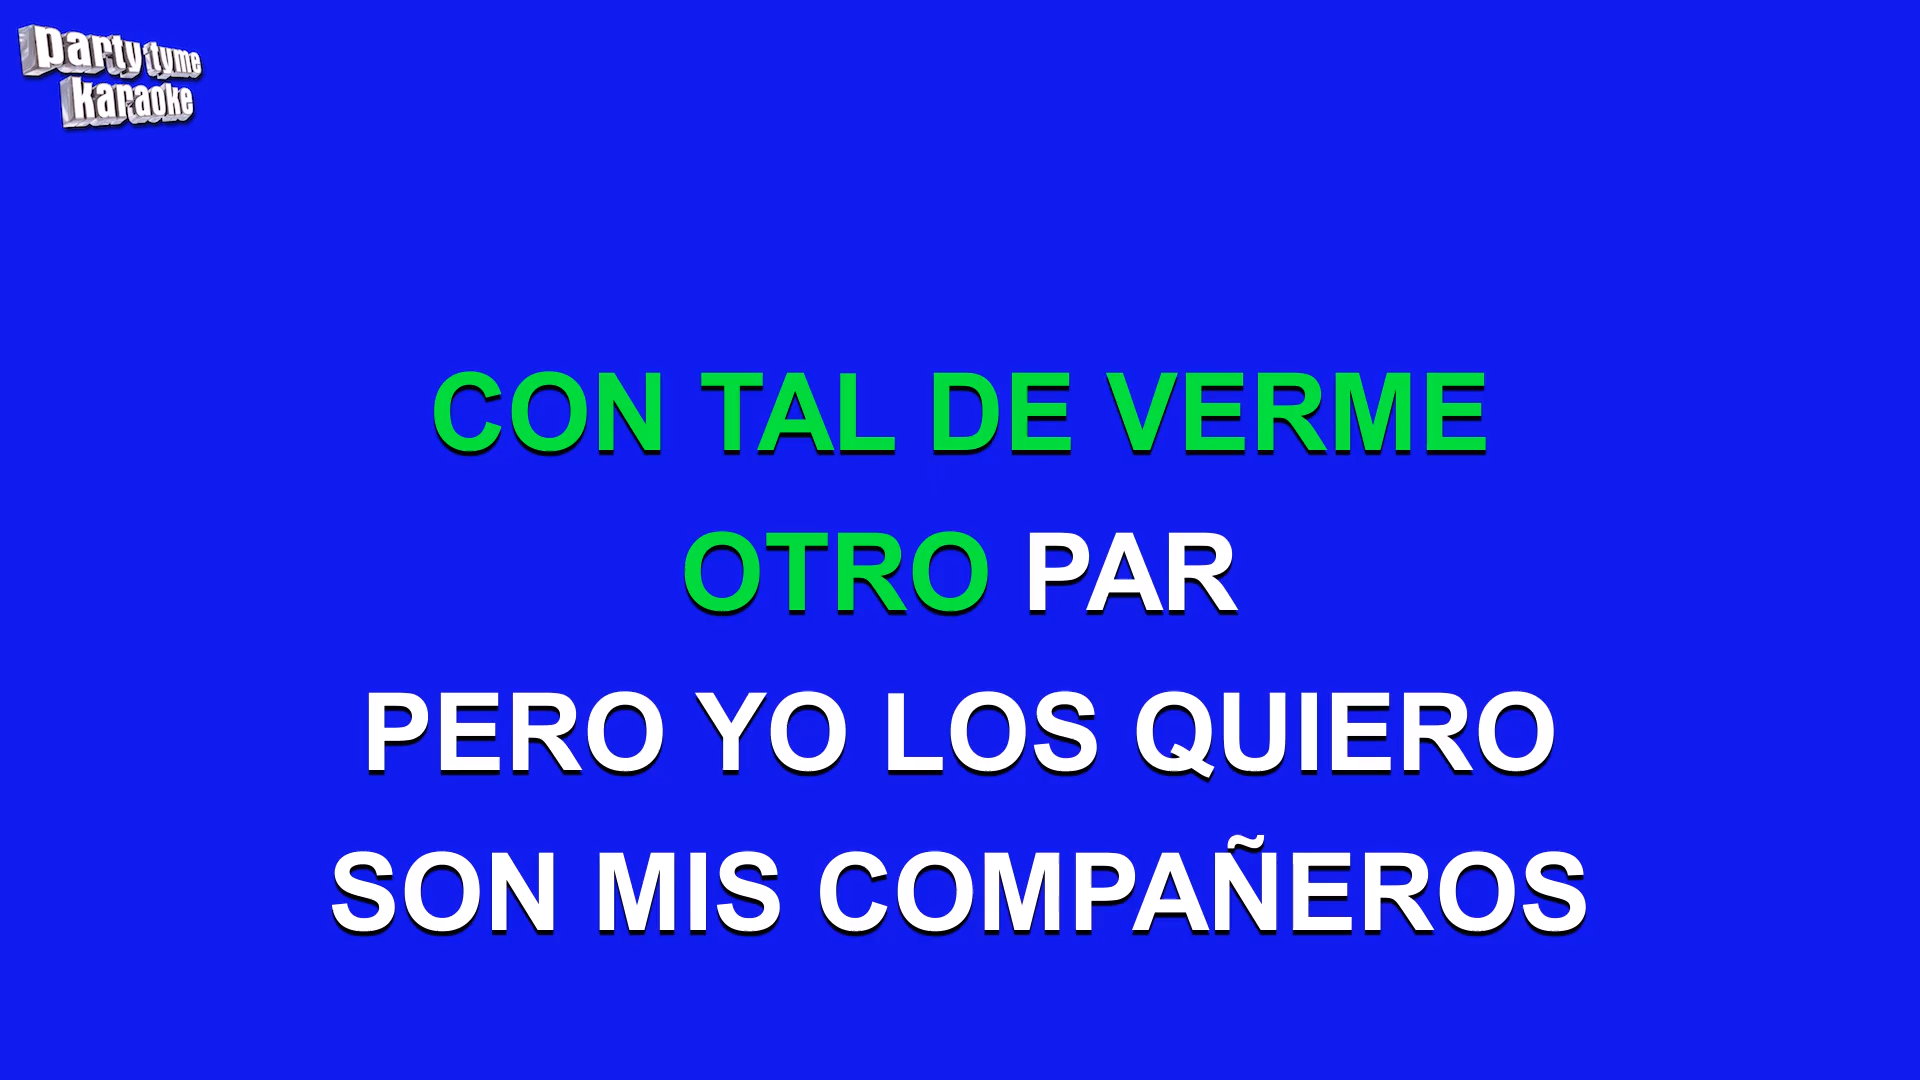 party tyme
karaoke
CON TAL DE VERME
OTRO PAR
PERO YO LOS QUIERO
SON MIS COMPAÑEROS